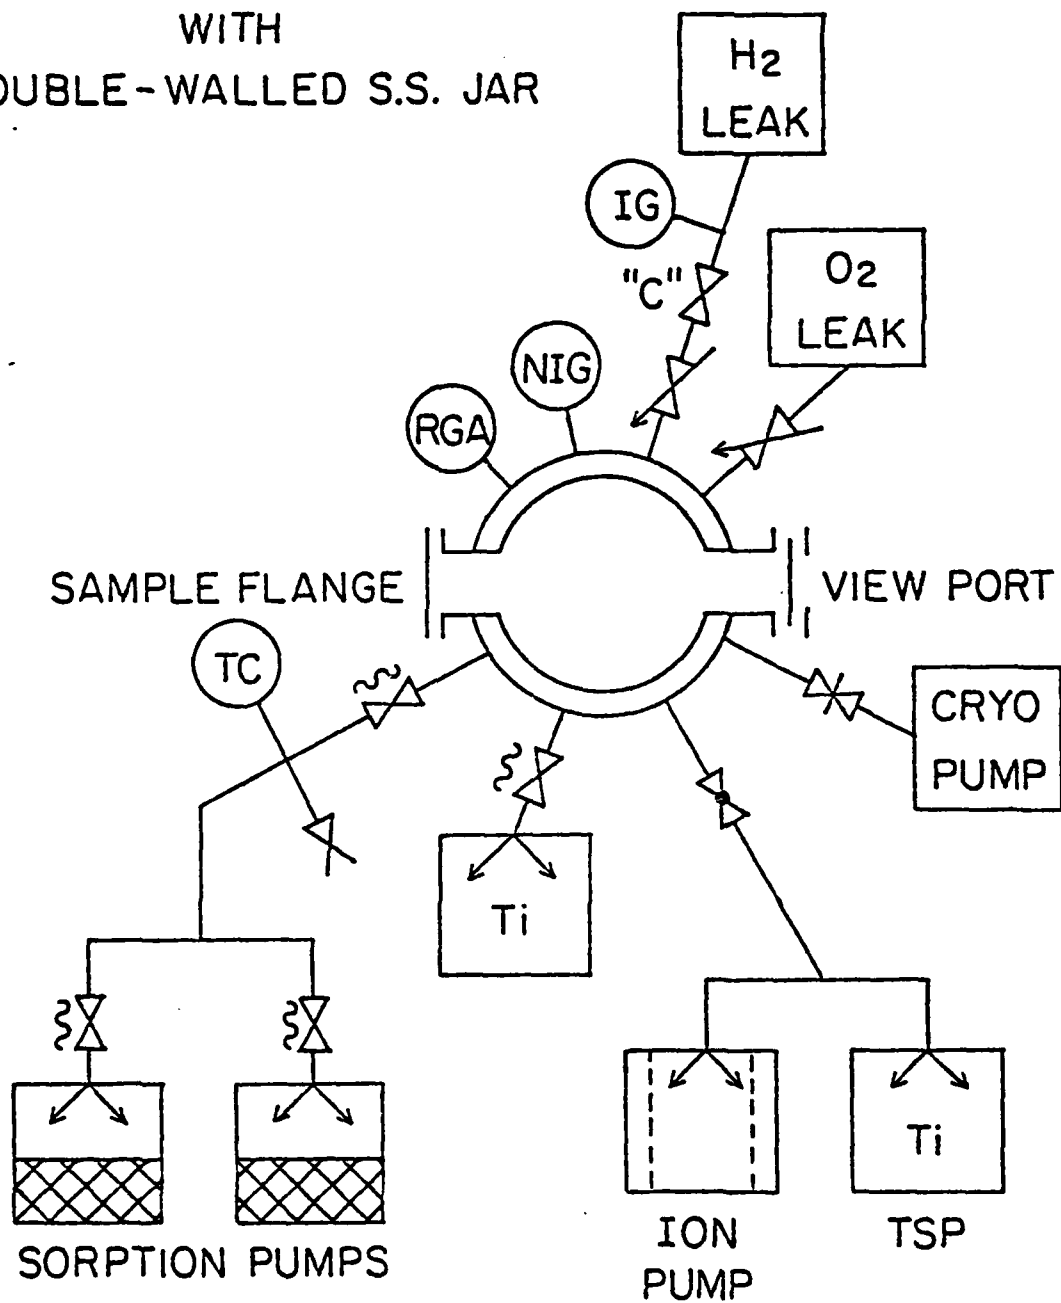 WITH
OUBLE-WALLED S.S. JAR
H2
LEAK
IG
"C"
O2
LEAK
NIG
RGA
SAMPLE FLANGE
VIEW PORT
TC
CRYO
PUMP
Ti
Ti
SORPTION PUMPS
ION
PUMP
TSP